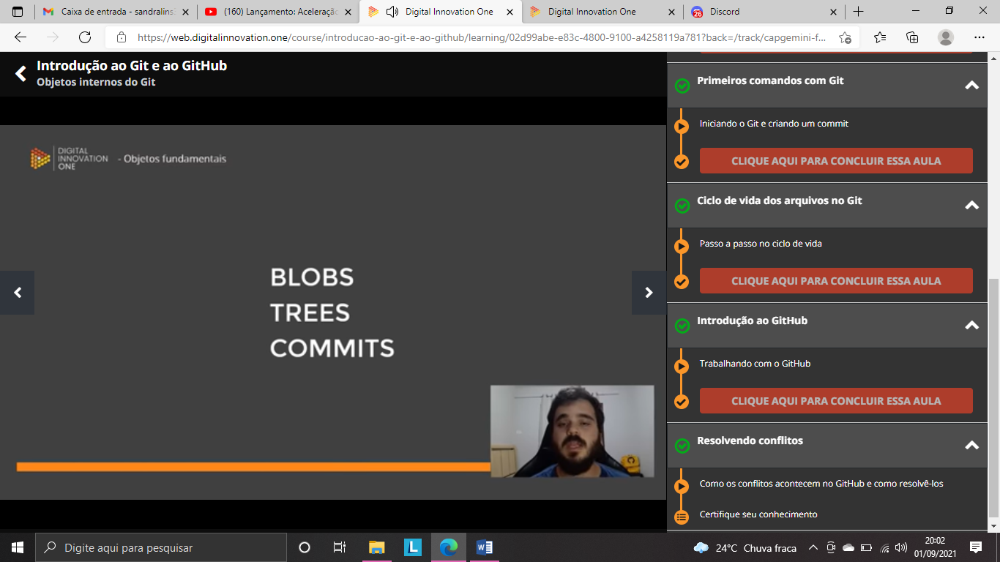 Caixa de entrada - sandralins
(160) Lançamento: Aceleração
Digital Innovation One
Digital Innovation One
26
Discord
https://web.digitalinnovation.one/course/introducao-ao-git-e-ao-github/learning/02d99abe-e83c-4800-9100-a4258119a781?back=/track/capgemini-f...
Introdução ao Git e ao GitHub
Objetos internos do Git
DIGITAL
INNOVATION
ONE
- Objetos fundamentais
BLOBS
TREES
COMMITS
Primeiros comandos com Git
Iniciando o Git e criando um commit
CLIQUE AQUI PARA CONCLUIR ESSA AULA
Ciclo de vida dos arquivos no Git
Passo a passo no ciclo de vida
CLIQUE AQUI PARA CONCLUIR ESSA AULA
Introdução ao GitHub
Trabalhando com o GitHub
CLIQUE AQUI PARA CONCLUIR ESSA AULA
Resolvendo conflitos
Como os conflitos acontecem no GitHub e como resolvê-los
Certifique seu conhecimento
Digite aqui para pesquisar
L
W
24°C Chuva fraca
20:02
01/09/2021